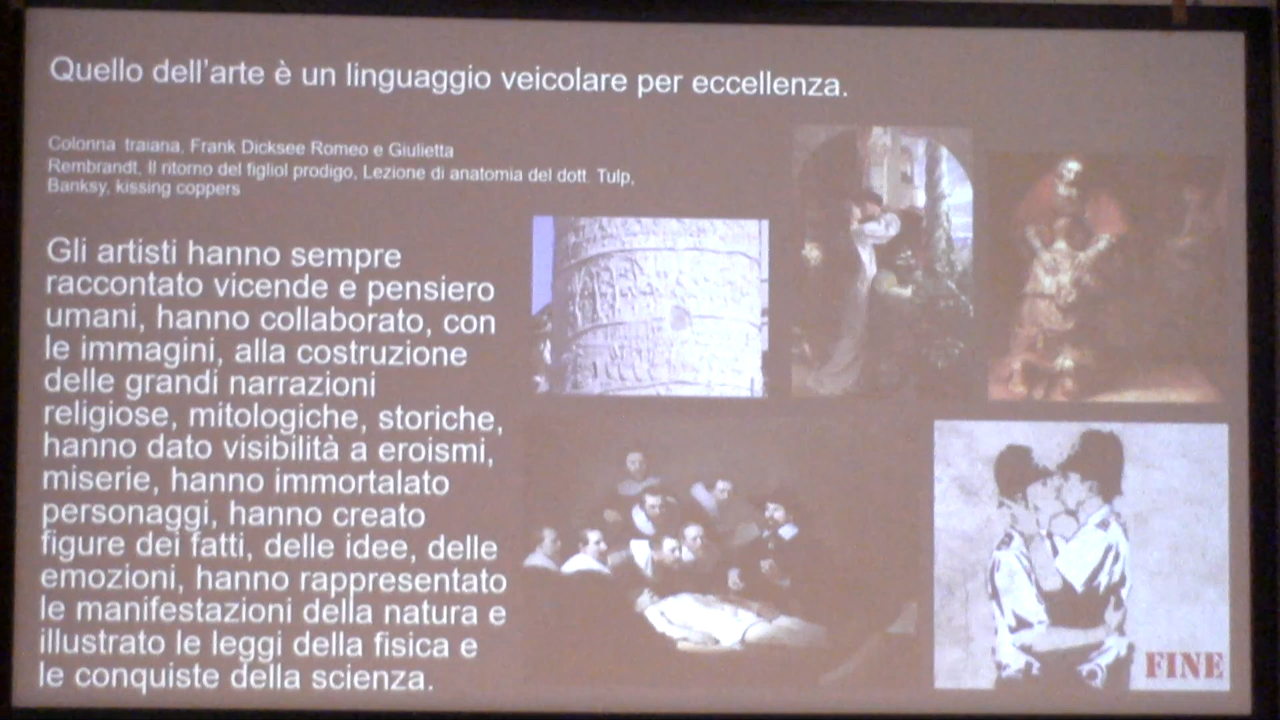 Quello dell'arte è un linguaggio veicolare per eccellenza.
Colonna traiana, Frank Dicksee Romeo e Giulietta
Rembrandt, Il ritorno del figliol prodigo, Lezione di anatomia del dott. Tulp,
Banksy, kissing coppers
Gli artisti hanno sempre
raccontato vicende e pensiero
umani, hanno collaborato, con
le immagini, alla costruzione
delle grandi narrazioni
religiose, mitologiche, storiche,
hanno dato visibilità a eroismi,
miserie, hanno immortalato
personaggi, hanno creato
figure dei fatti, delle idee, delle
emozioni, hanno rappresentato
le manifestazioni della natura e
illustrato le leggi della fisica e
le conquiste della scienza.
FINE